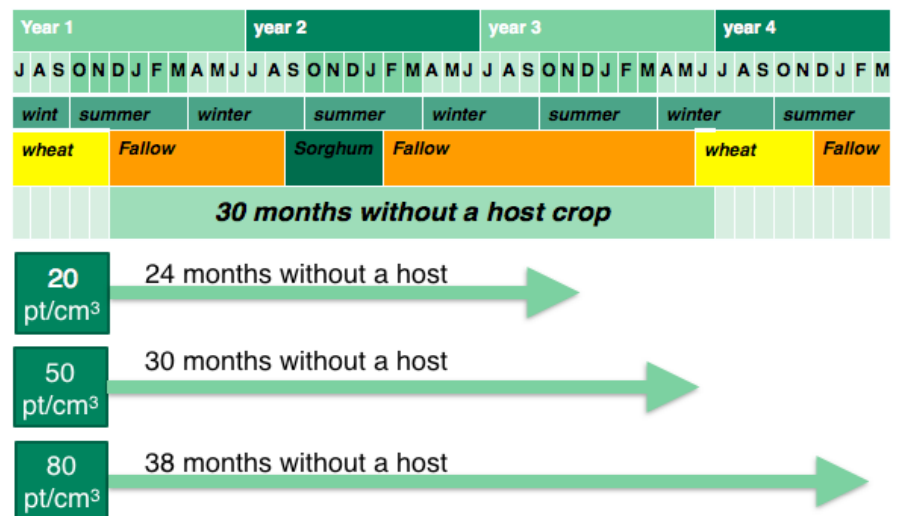 Year 1 year 2 year 3 year 4
J A S O N D J F M A M J J A S O N D J F M A M J J A S O N D J F M A M J J A S O N D J F M
wint summer winter summer winter summer winter summer
wheat Fallow Sorghum Fallow wheat Fallow
30 months without a host crop
20
pt/cm³
24 months without a host
50
pt/cm³
30 months without a host
80
pt/cm³
38 months without a host